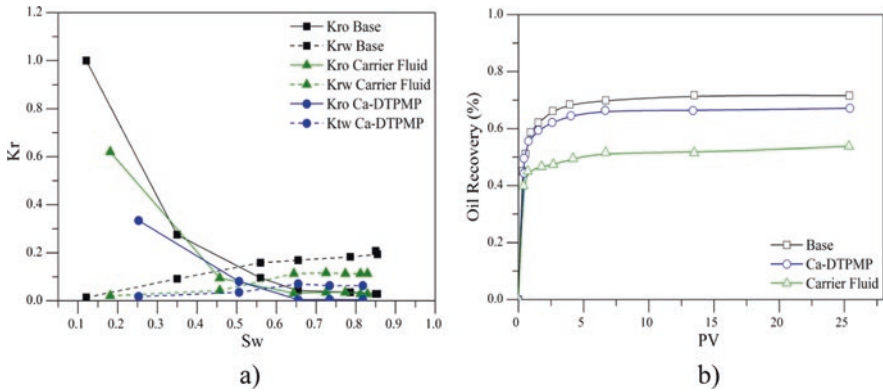 1.2
1.0
0.8
0.6
0.4
0.2
0.0
Kr
0.1 0.2 0.3 0.4 0.5 0.6 0.7 0.8 0.9 1.0
Sw
Kro Base
Krw Base
Kro Carrier Fluid
Krw Carrier Fluid
Kro Ca-DTPMP
Ktw Ca-DTPMP
a)
1.0
0.8
0.6
0.4
0.2
0.0
Oil Recovery (%)
0 5 10 15 20 25
PV
Base
Ca-DTPMP
Carrier Fluid
b)